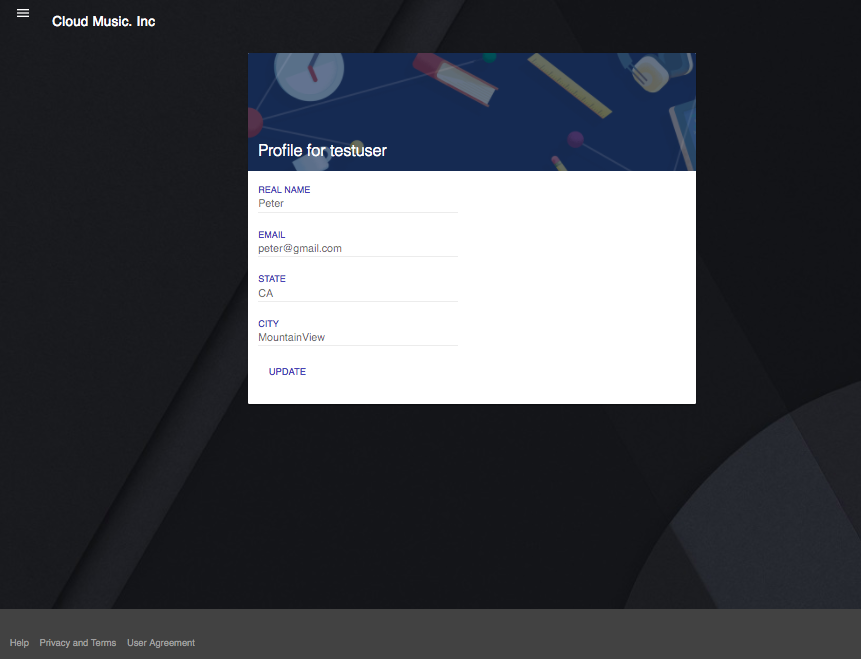 Cloud Music. Inc
Profile for testuser
REAL NAME
Peter
EMAIL
peter@gmail.com
STATE
CA
CITY
MountainView
UPDATE
Help Privacy and Terms User Agreement